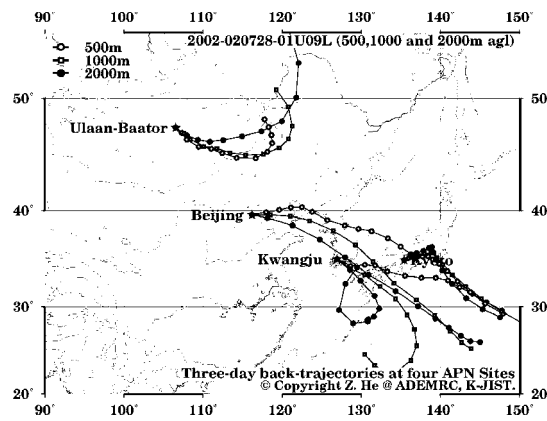 90° 100° 110° 120° 130° 140° 150°
2002-020728-01U09L (500,1000 and 2000m agl)
500m
1000m
2000m
50° 50°
Ulaan-Baator
40° 40°
Beijing
Kwangju Kyoto
30° 30°
Three-day back-trajectories at four APN Sites
© Copyright Z. He @ ADEMRC, K-JIST.
20° 20°
90° 100° 110° 120° 130° 140° 150°